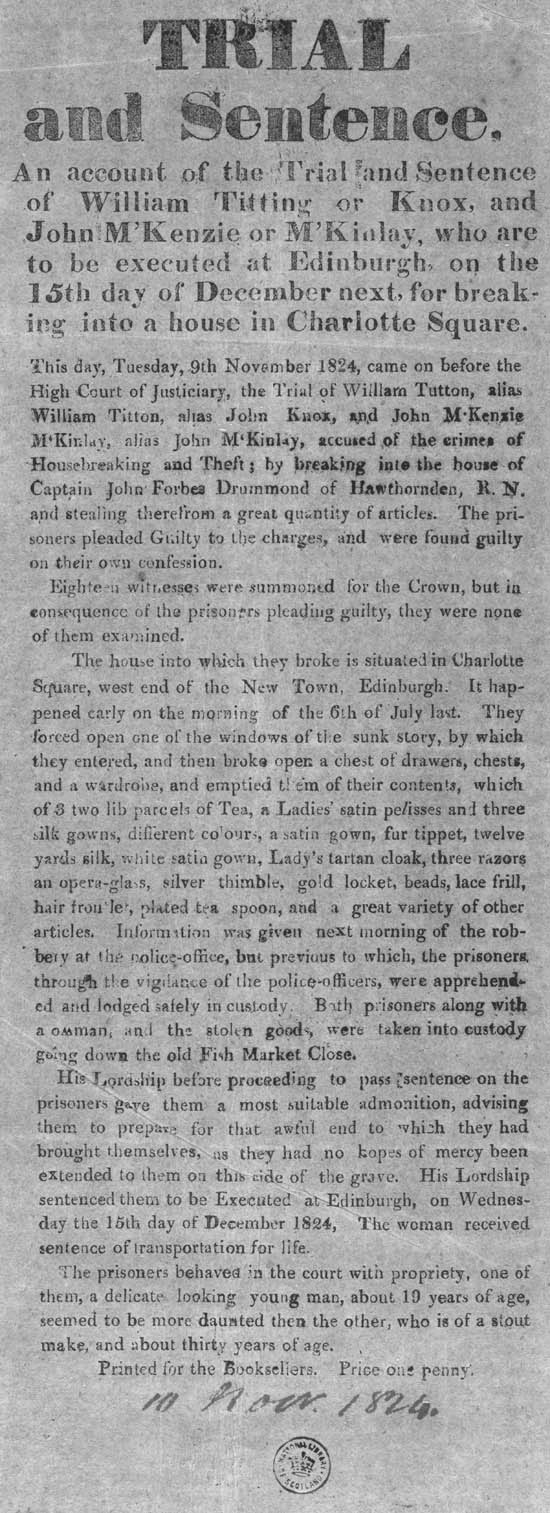 TRIAL
and Sentence.
An account of the Trial and Sentence
of William Titting or Knox, and
John M'Kenzie or M'Kinlay, who are
to be executed at Edinburgh, on the
15th day of December next, for break-
ing into a house in Charlotte Square.
This day, Tuesday, 9th November 1824, came on before the
High Court of Justiciary, the Trial of William Tutton, alias
William Titton, alias John Knox, and John M'Kenzie
M'Kinlay, alias John M'Kinlay, accused of the crimes of
Housebreaking and Theft; by breaking into the house of
Captain John Forbes Drummond of Hawthornden, R. N.
and stealing therefrom a great quantity of articles. The pri-
soners pleaded Guilty to the charges, and were found guilty
on their own confession.
Eighteen witnesses were summoned for the Crown, but in
consequence of the prisoners pleading guilty, they were none
of them examined.
The house into which they broke is situated in Charlotte
Square, west end of the New Town, Edinburgh. It hap-
pened early on the morning of the 6th of July last. They
forced open one of the windows of the sunk story, by which
they entered, and then broke open a chest of drawers, chests,
and a wardrobe, and emptied them of their contents, which
of 3 two lib parcels of Tea, a Ladies' satin pelisses and three
silk gowns, different colours, a satin gown, fur tippet, twelve
yards silk, white satin gown, Lady's tartan cloak, three razors
an opera-glass, silver thimble, gold locket, beads, lace frill,
hair plated tea spoon, and a great variety of other
articles. Information was given next morning of the rob-
bery at the police-office, but previous to which, the prisoners,
through the vigilance of the police-officers, were apprehend-
ed and lodged safely in custody. Both prisoners along with
a omman, and the stolen goods, were taken into custody
going down the old Fish Market Close.
His Lordship before proceeding to pass sentence on the
prisoners gave them a most suitable admonition, advising
them to prepare for that awful end to which they had
brought themselves, as they had no hopes of mercy been
extended to them on this side of the grave. His Lordship
sentenced them to be Executed at Edinburgh, on Wednes-
day the 15th day of December 1824, The woman received
sentence of transportation for life.
The prisoners behaved in the court with propriety, one of
them, a delicate looking young man, about 19 years of age,
seemed to be more daunted then the other, who is of a stout
make, and about thirty years of age.
Printed for the Booksellers. Price one penny.
10 Nov. 1824.
NATIONAL LIBRARY
SCOTLAND